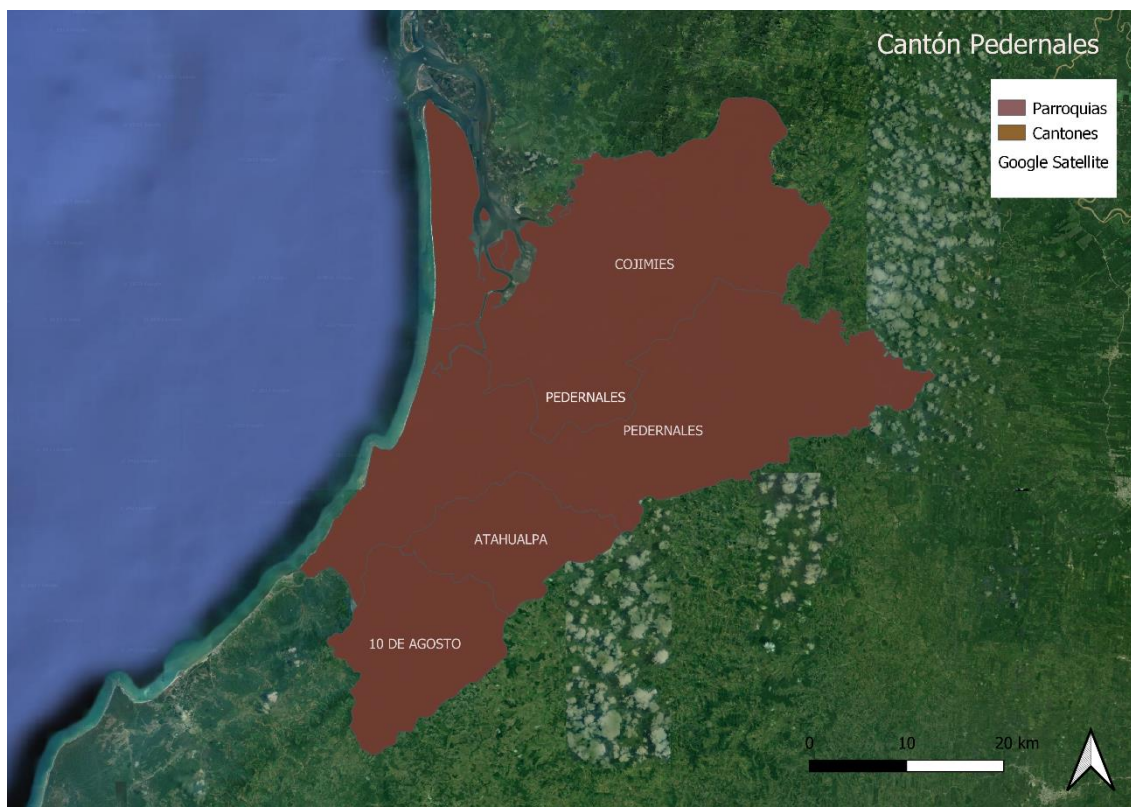 Cantón Pedernales
Parroquias
Cantones
Google Satellite
COJIMIES
PEDERNALES
PEDERNALES
ATAHUALPA
10 DE AGOSTO
0 10 20 km